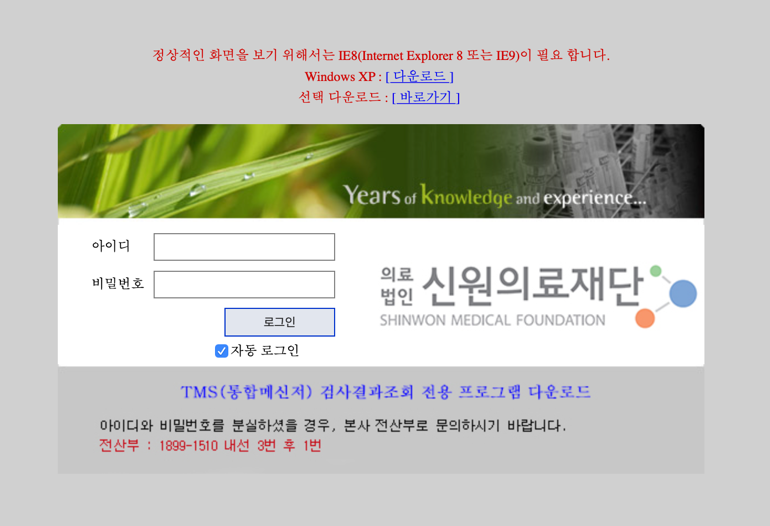 정상적인 화면을 보기 위해서는 IE8(Internet Explorer 8 또는 IE9)이 필요 합니다.
Windows XP : [ 다운로드 ]
선택 다운로드 : [ 바로가기 ]
Years of knowledge and experience...
아이디
비밀번호
로그인
자동 로그인
의료법인 신원의료재단
SHINWON MEDICAL FOUNDATION
TMS(통합메신저) 검사결과조회 전용 프로그램 다운로드
아이디와 비밀번호를 분실하셨을 경우, 본사 전산부로 문의하시기 바랍니다.
전산부 : 1899-1510 내선 3번 후 1번